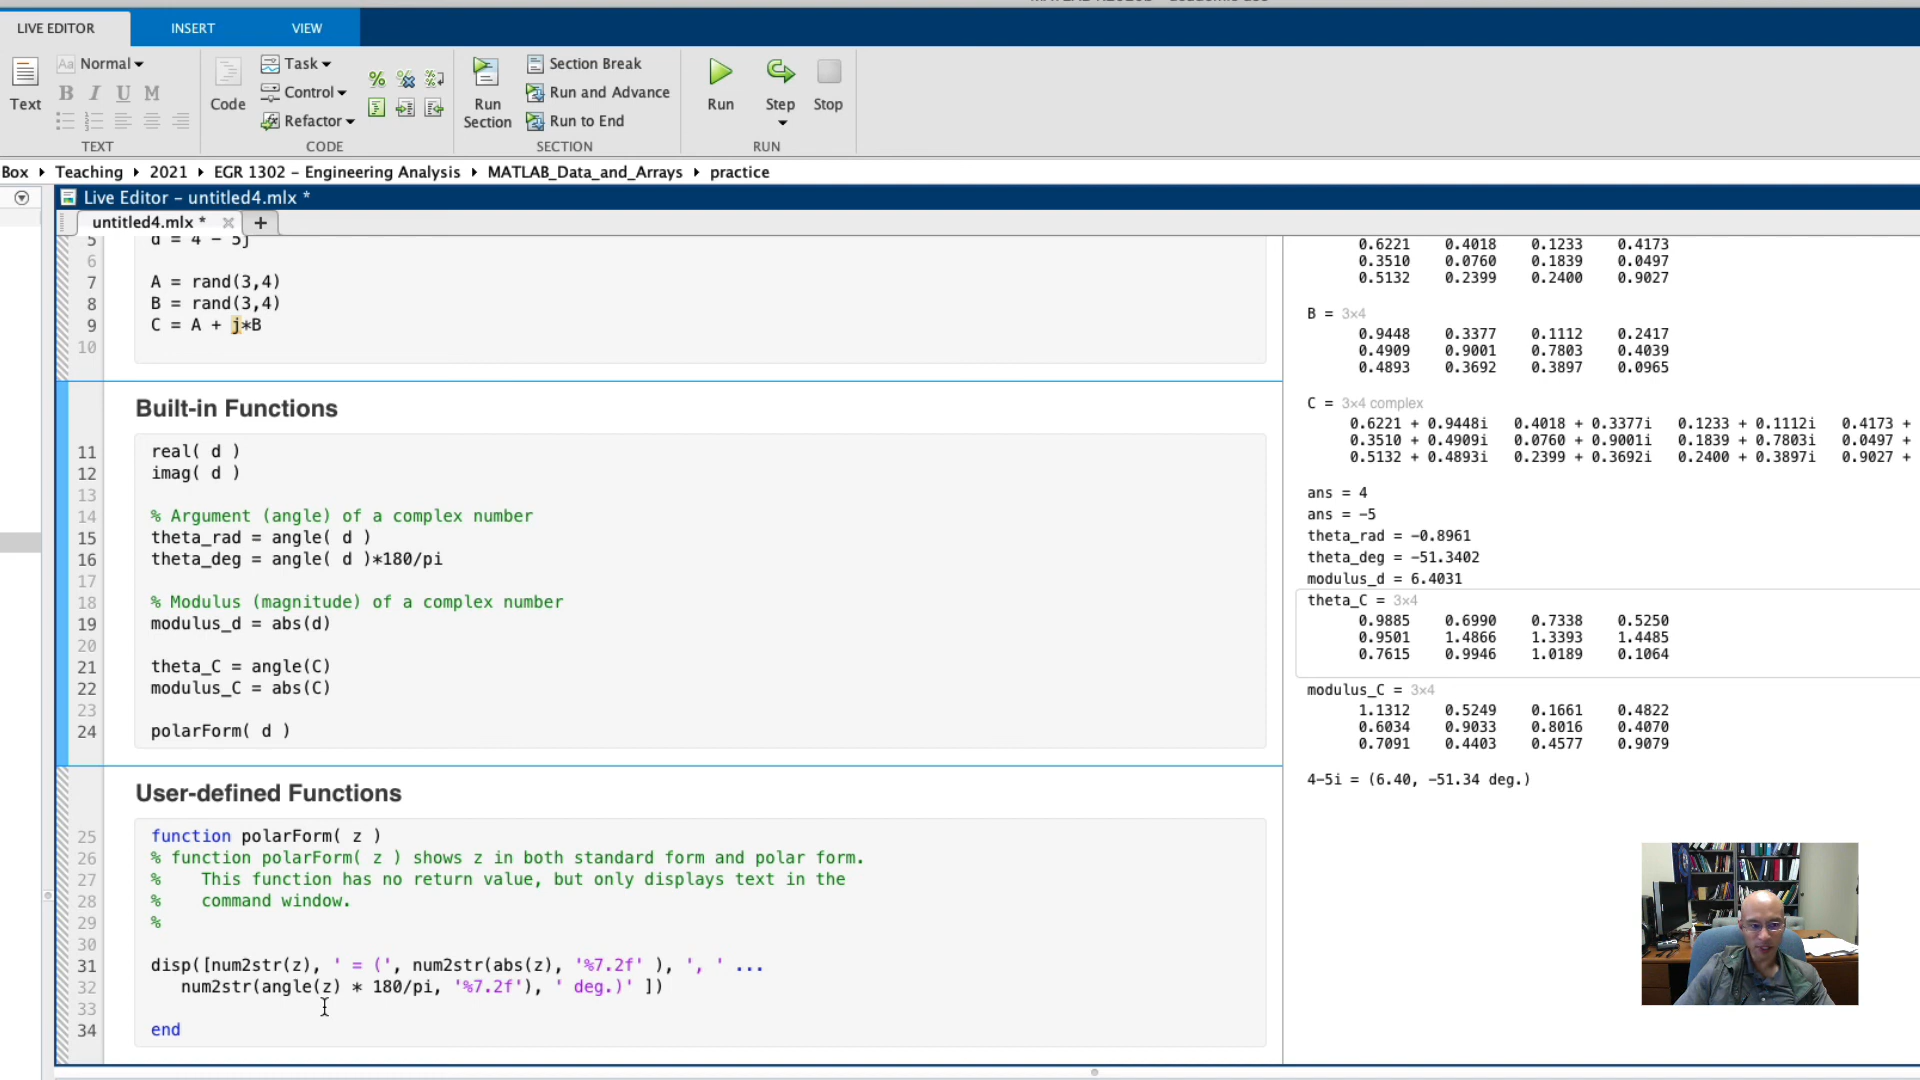 LIVE EDITOR
INSERT
VIEW
Text
Aa Normal
B I U M
TEXT
Code
Task
Control
Refactor
CODE
Run Section
Section Break
Run and Advance
Run to End
SECTION
Run
Step
Stop
RUN
Box Teaching 2021 EGR 1302 - Engineering Analysis MATLAB_Data_and_Arrays practice
Live Editor - untitled4.mlx *
untitled4.mlx *
5 d = 4 - 5j
6
7 A = rand(3,4)
8 B = rand(3,4)
9 C = A + j*B
10
Built-in Functions
11 real( d )
12 imag( d )
13
14 % Argument (angle) of a complex number
15 theta_rad = angle( d )
16 theta_deg = angle( d )*180/pi
17
18 % Modulus (magnitude) of a complex number
19 modulus_d = abs(d)
20
21 theta_C = angle(C)
22 modulus_C = abs(C)
23
24 polarForm( d )
User-defined Functions
25 function polarForm( z )
26 % function polarForm( z ) shows z in both standard form and polar form.
27 % This function has no return value, but only displays text in the
28 % command window.
29 %
30
31 disp([num2str(z), ' = (', num2str(abs(z), '%7.2f' ), ', ' ...
32 num2str(angle(z) * 180/pi, '%7.2f'), ' deg.)' ])
33
34 end
0.6221 0.4018 0.1233 0.4173
0.3510 0.0760 0.1839 0.0497
0.5132 0.2399 0.2400 0.9027
B = 3×4
0.9448 0.3377 0.1112 0.2417
0.4909 0.9001 0.7803 0.4039
0.4893 0.3692 0.3897 0.0965
C = 3×4 complex
0.6221 + 0.9448i 0.4018 + 0.3377i 0.1233 + 0.1112i 0.4173 +
0.3510 + 0.4909i 0.0760 + 0.9001i 0.1839 + 0.7803i 0.0497 +
0.5132 + 0.4893i 0.2399 + 0.3692i 0.2400 + 0.3897i 0.9027 +
ans = 4
ans = -5
theta_rad = -0.8961
theta_deg = -51.3402
modulus_d = 6.4031
theta_C = 3×4
0.9885 0.6990 0.7338 0.5250
0.9501 1.4866 1.3393 1.4485
0.7615 0.9946 1.0189 0.1064
modulus_C = 3×4
1.1312 0.5249 0.1661 0.4822
0.6034 0.9033 0.8016 0.4070
0.7091 0.4403 0.4577 0.9079
4-5i = (6.40, -51.34 deg.)